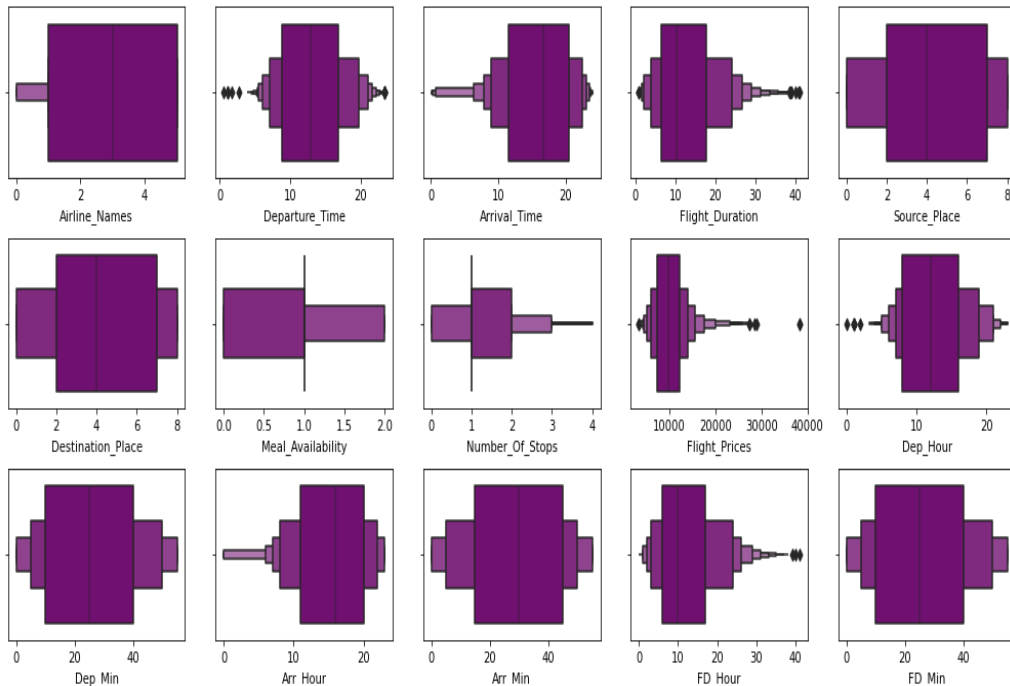 0 2 4
Airline_Names
0 10 20
Departure_Time
0 10 20
Arrival_Time
0 10 20 30 40
Flight_Duration
0 2 4 6 8
Source_Place
0 2 4 6 8
Destination_Place
0.0 0.5 1.0 1.5 2.0
Meal_Availability
0 1 2 3 4
Number_Of_Stops
10000 20000 30000 40000
Flight_Prices
0 10 20
Dep_Hour
0 20 40
Dep_Min
0 10 20
Arr_Hour
0 20 40
Arr_Min
0 10 20 30 40
FD_Hour
0 20 40
FD_Min